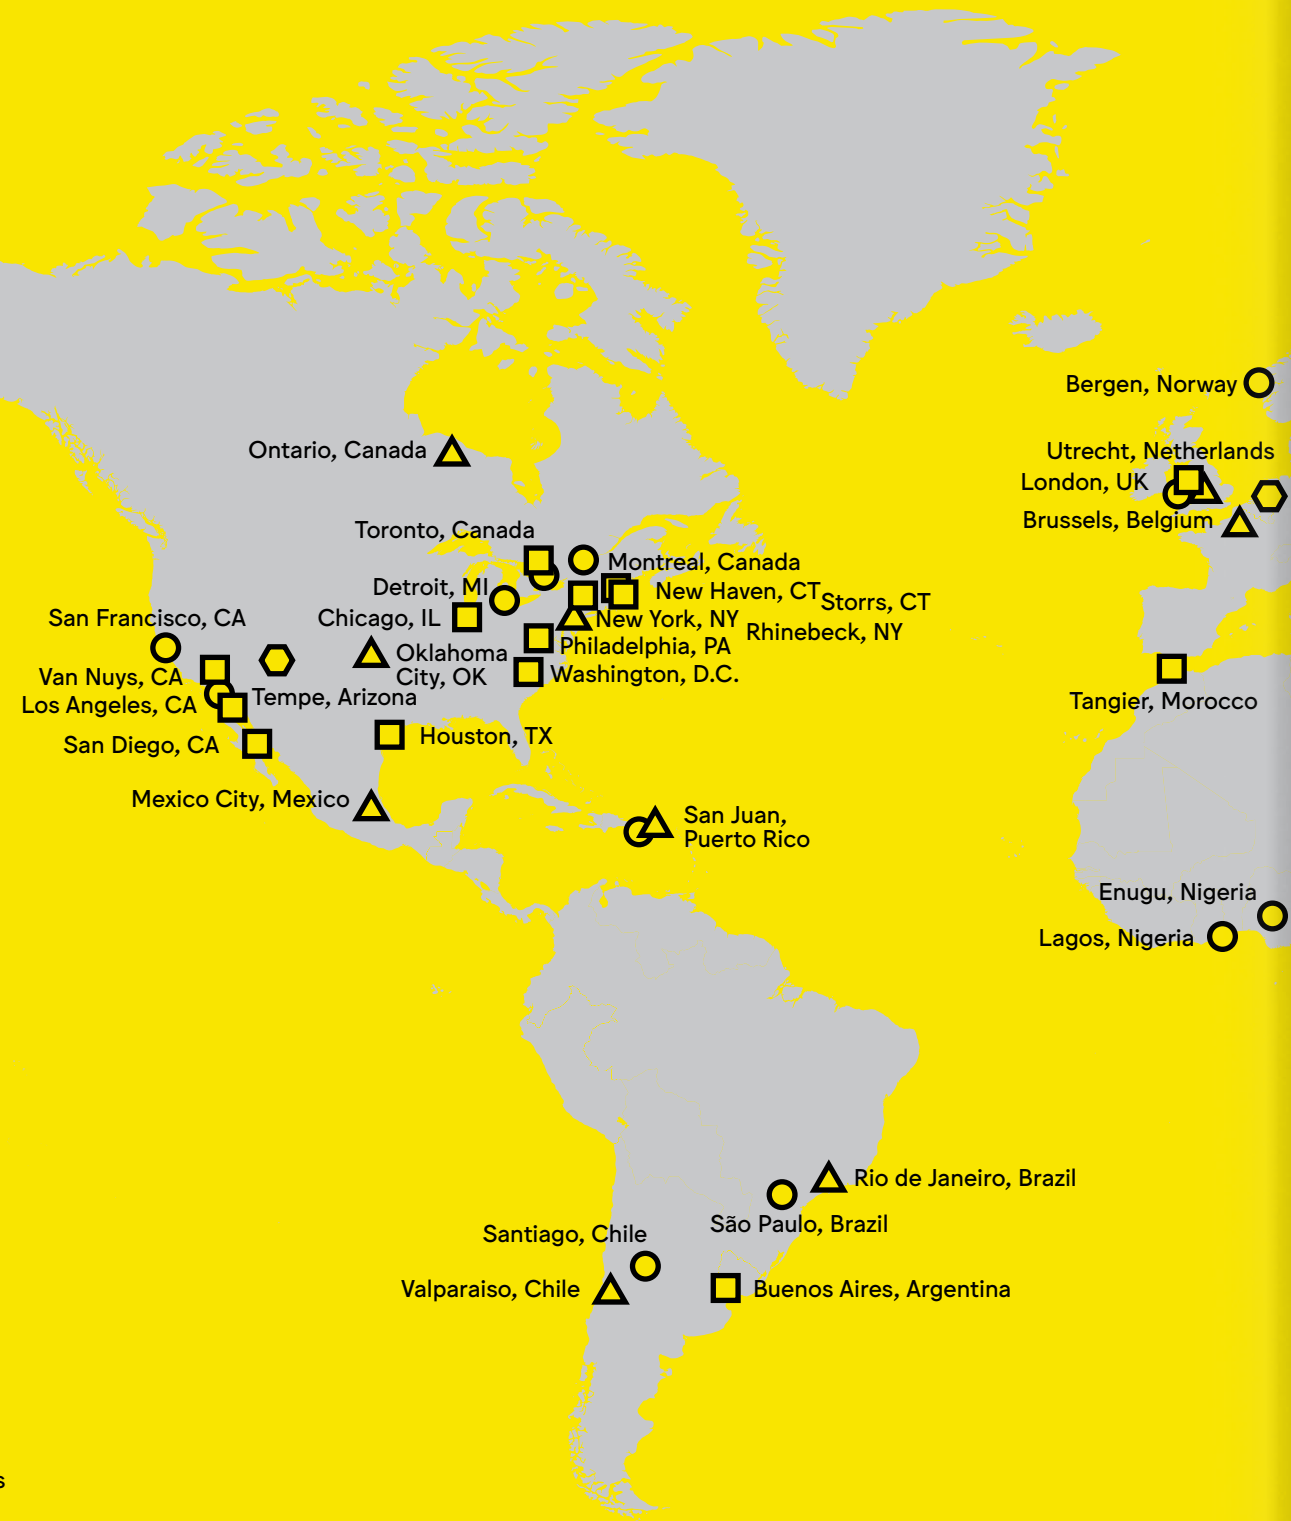 Bergen, Norway
Ontario, Canada
Utrecht, Netherlands
London, UK
Brussels, Belgium
Toronto, Canada
Montreal, Canada
Detroit, MI
New Haven, CT
Storrs, CT
San Francisco, CA
Chicago, IL
New York, NY
Rhinebeck, NY
Philadelphia, PA
Oklahoma
City, OK
Washington, D.C.
Van Nuys, CA
Tempe, Arizona
Los Angeles, CA
Tangier, Morocco
San Diego, CA
Houston, TX
Mexico City, Mexico
San Juan,
Puerto Rico
Enugu, Nigeria
Lagos, Nigeria
Rio de Janeiro, Brazil
São Paulo, Brazil
Santiago, Chile
Valparaiso, Chile
Buenos Aires, Argentina